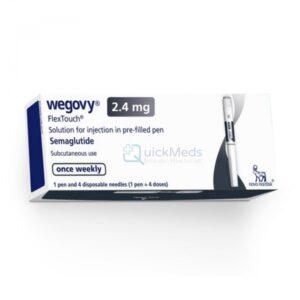 wegovy® 2.4 mg
FlexTouch®
Solution for injection in pre-filled pen
Semaglutide
Subcutaneous use
once weekly
1 pen and 4 disposable needles (1 pen = 4 doses)
QuickMeds
novo nordisk